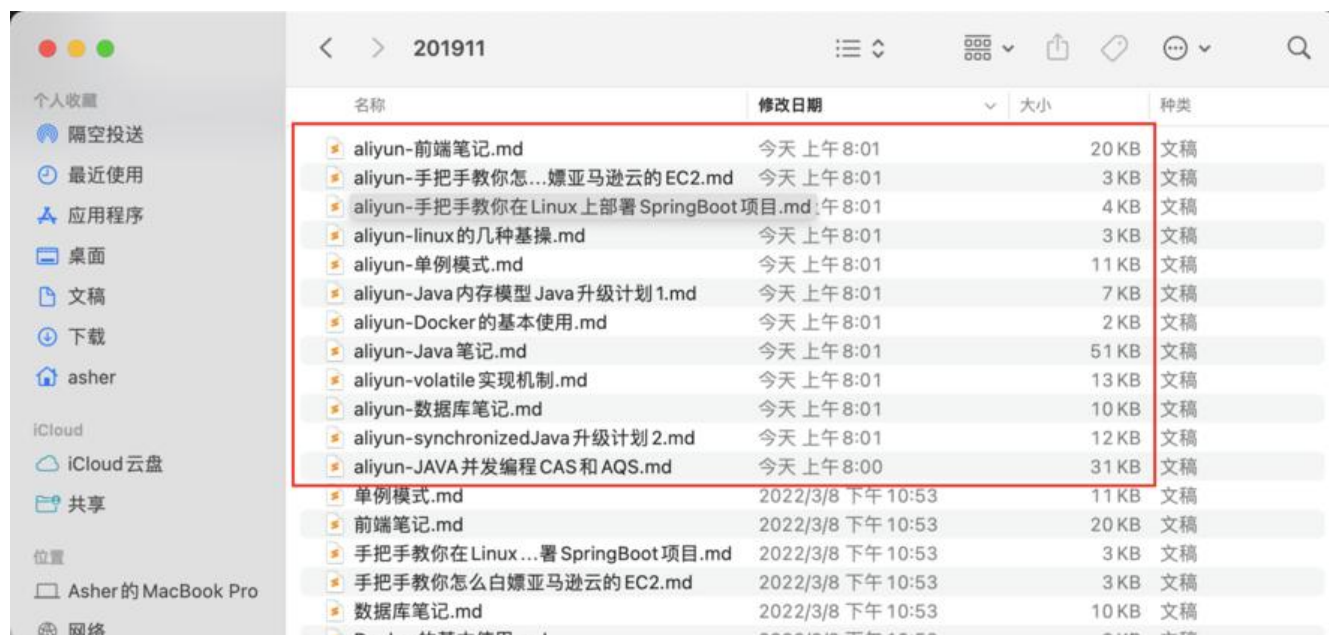 201911
个人收藏
隔空投送
最近使用
应用程序
桌面
文稿
下载
asher
iCloud
iCloud云盘
共享
位置
Asher的MacBook Pro
网络
名称 修改日期 大小 种类
aliyun-前端笔记.md 今天 上午8:01 20 KB 文稿
aliyun-手把手教你怎...嫖亚马逊云的EC2.md 今天 上午8:01 3 KB 文稿
aliyun-手把手教你在Linux上部署SpringBoot项目.md 午8:01 4 KB 文稿
aliyun-linux的几种基操.md 今天 上午8:01 3 KB 文稿
aliyun-单例模式.md 今天 上午8:01 11 KB 文稿
aliyun-Java内存模型Java升级计划1.md 今天 上午8:01 7 KB 文稿
aliyun-Docker的基本使用.md 今天 上午8:01 2 KB 文稿
aliyun-Java笔记.md 今天 上午8:01 51 KB 文稿
aliyun-volatile实现机制.md 今天 上午8:01 13 KB 文稿
aliyun-数据库笔记.md 今天 上午8:01 10 KB 文稿
aliyun-synchronizedJava升级计划2.md 今天 上午8:01 12 KB 文稿
aliyun-JAVA并发编程CAS和AQS.md 今天 上午8:00 31 KB 文稿
单例模式.md 2022/3/8 下午10:53 11 KB 文稿
前端笔记.md 2022/3/8 下午10:53 20 KB 文稿
手把手教你在Linux...署SpringBoot项目.md 2022/3/8 下午10:53 3 KB 文稿
手把手教你怎么白嫖亚马逊云的EC2.md 2022/3/8 下午10:53 3 KB 文稿
数据库笔记.md 2022/3/8 下午10:53 10 KB 文稿